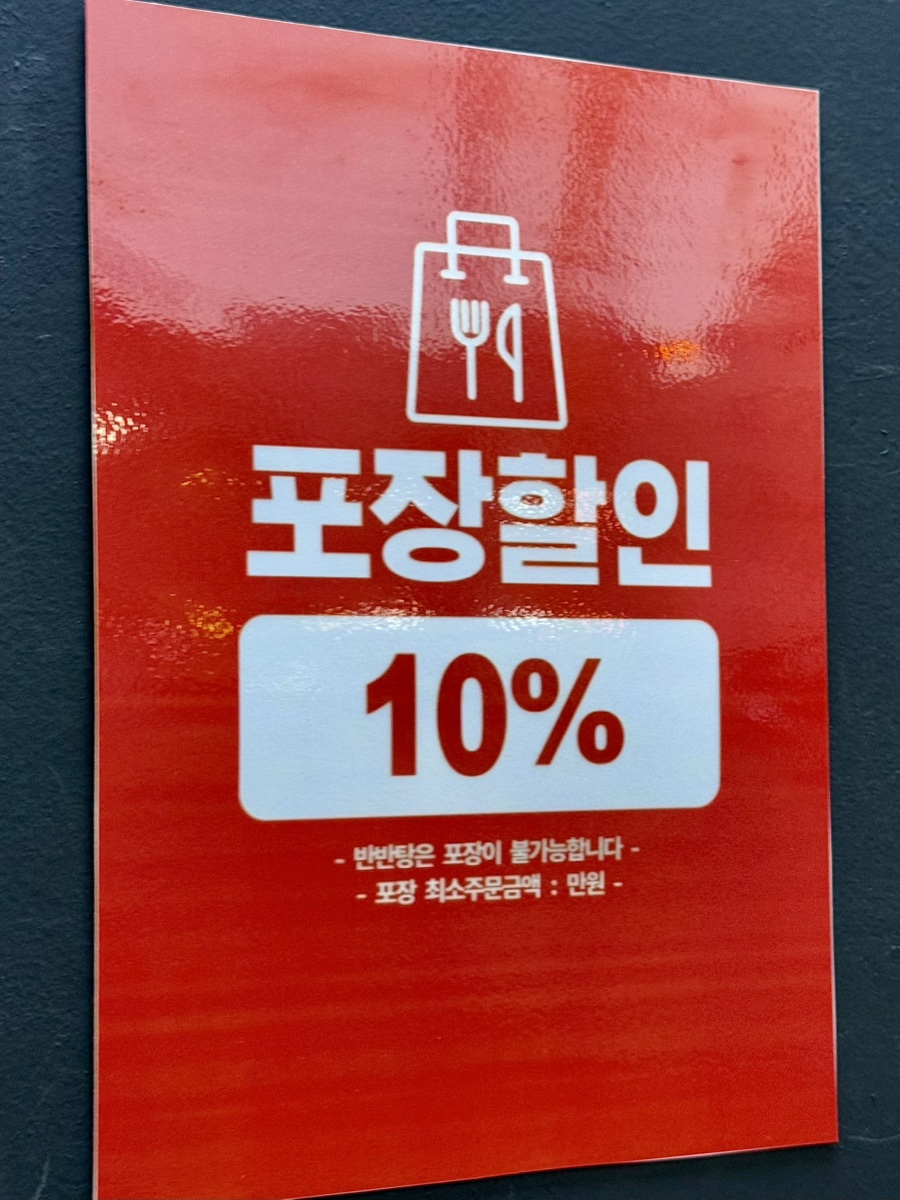 포장할인
10%
- 반반탕은 포장이 불가능합니다 -
- 포장 최소주문금액 : 만원 -